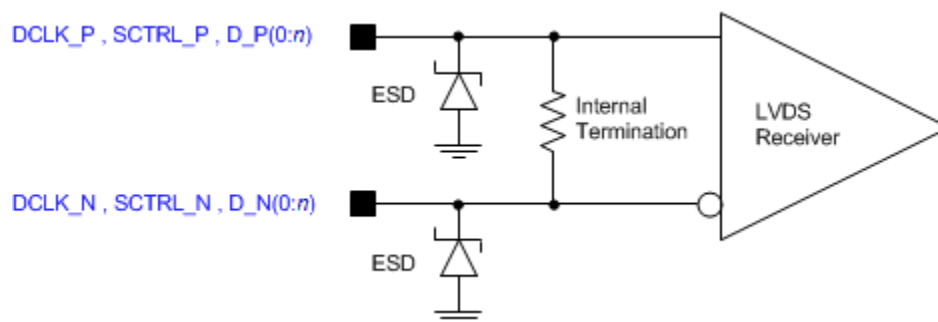 DCLK_P , SCTRL_P , D_P(0:n)
ESD
Internal
Termination
LVDS
Receiver
DCLK_N , SCTRL_N , D_N(0:n)
ESD